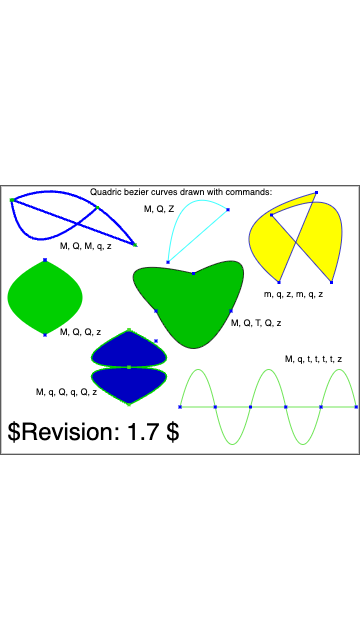 Quadric bezier curves drawn with commands:
M, Q, Z
M, Q, M, q, z
m, q, z, m, q, z
M, Q, Q, z
M, Q, T, Q, z
M, q, t, t, t, t, z
M, q, Q, q, Q, z
$Revision: 1.7 $